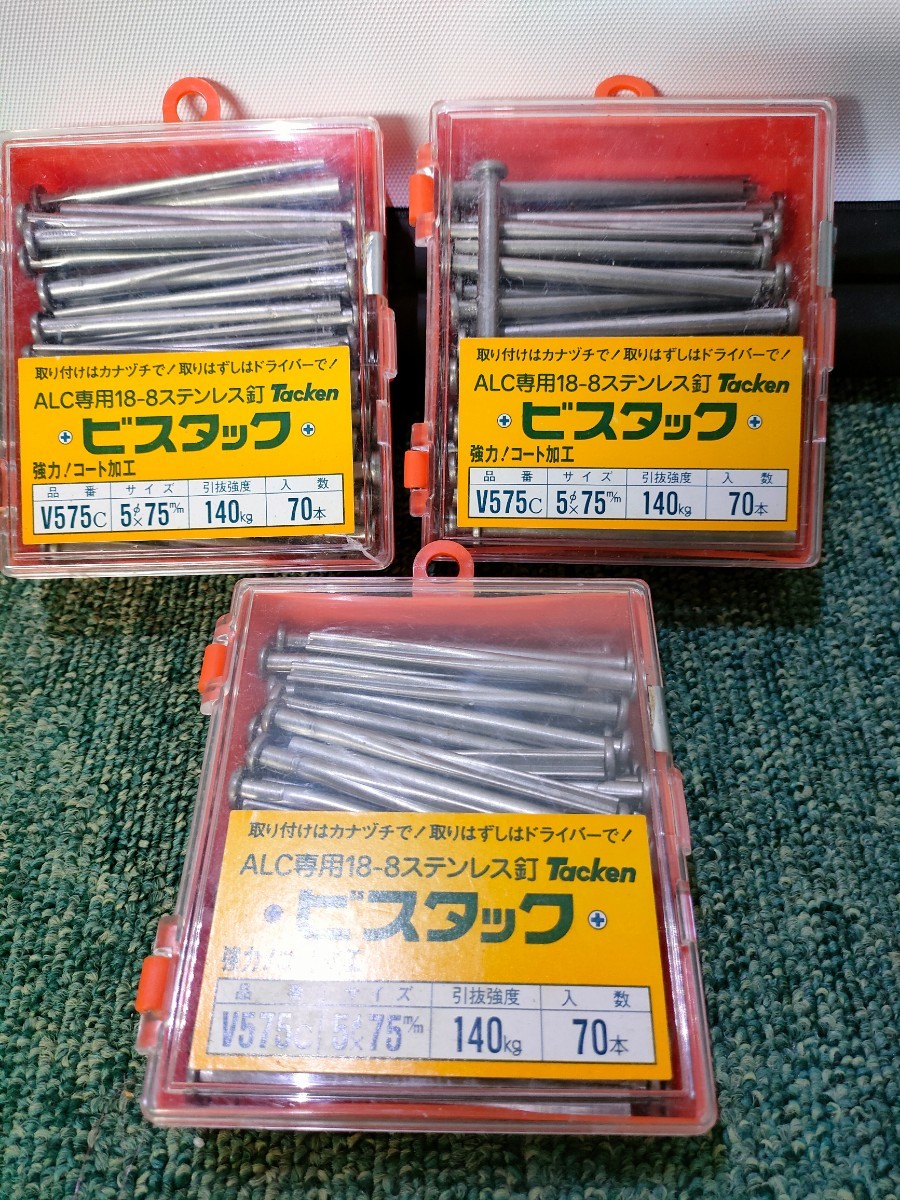 取り付けはカナヅチで！取りはずしはドライバーで！
ALC専用18-8ステンレス釘 Tacken
ビスタック
強力！コート加工
品番 サイズ 引抜強度 入数
V575C 5φ×75m/m 140kg 70本
取り付けはカナヅチで！取りはずしはドライバーで！
ALC専用18-8ステンレス釘 Tacken
ビスタック
強力！コート加工
品番 サイズ 引抜強度 入数
V575C 5φ×75m/m 140kg 70本
取り付けはカナヅチで！取りはずしはドライバーで！
ALC専用18-8ステンレス釘 Tacken
ビスタック
強力！
品番 サイズ 引抜強度 入数
V575C 5×75m/m 140kg 70本